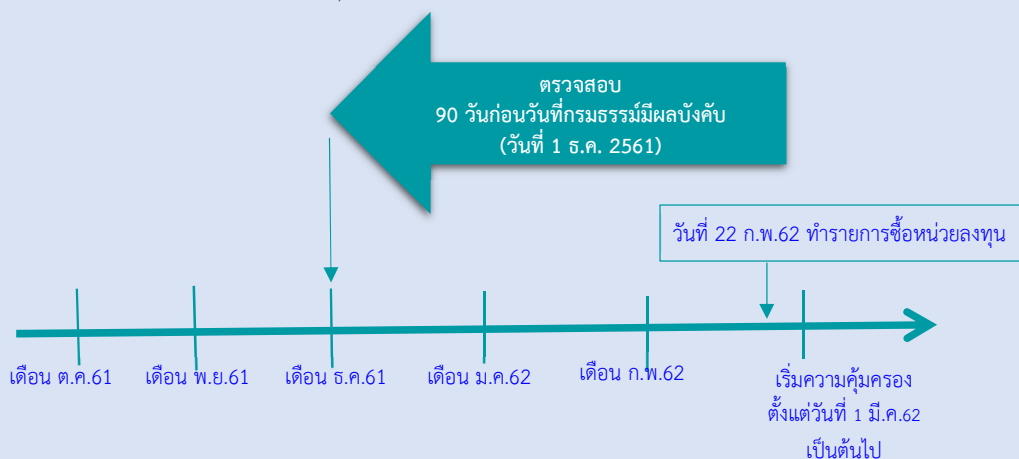 ตรวจสอบ
90 วันก่อนวันที่กรมธรรม์มีผลบังคับ
(วันที่ 1 ธ.ค. 2561)
วันที่ 22 ก.พ.62 ทำรายการซื้อหน่วยลงทุน
เดือน ต.ค.61
เดือน พ.ย.61
เดือน ธ.ค.61
เดือน ม.ค.62
เดือน ก.พ.62
เริ่มความคุ้มครอง
ตั้งแต่วันที่ 1 มี.ค.62
เป็นต้นไป